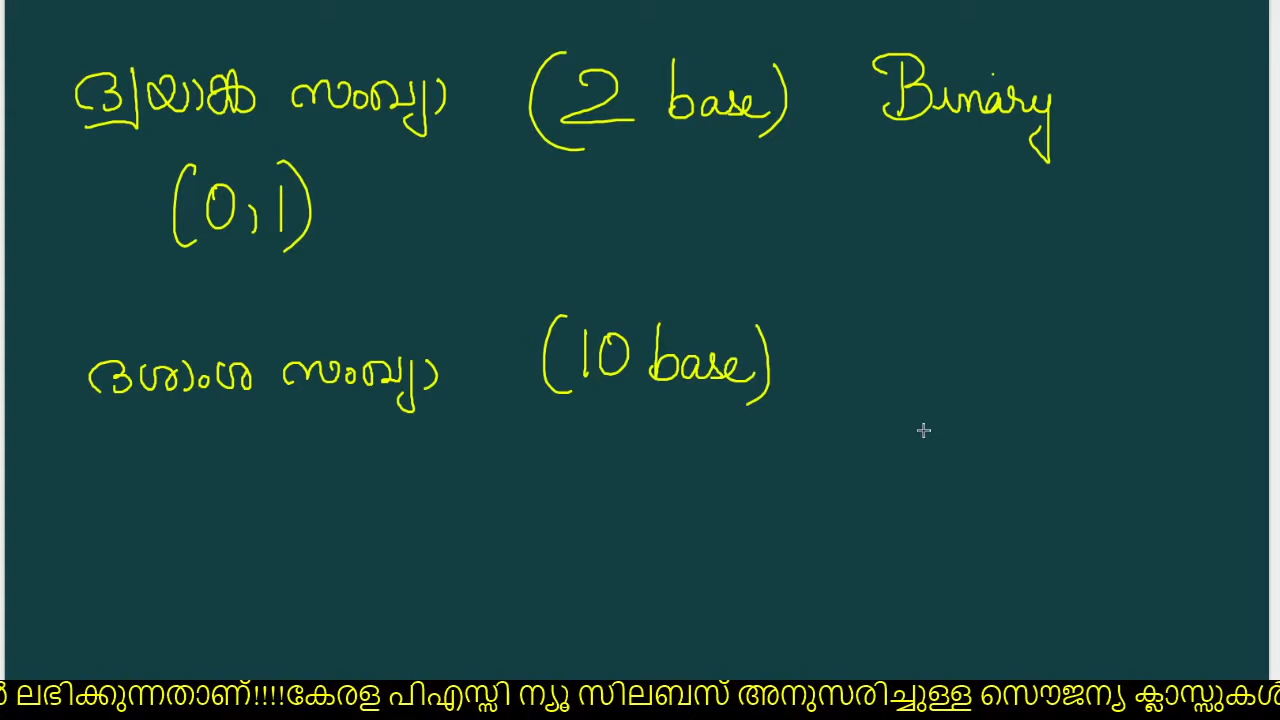 ദ്വയാങ്ക സംഖ്യാ (2 base) Binary
(0,1)
ദശാംശ സംഖ്യാ (10 base)
ൽ ലഭിക്കുന്നതാണ്!!!!കേരള പിഎസ്സി ന്യൂ സിലബസ് അനുസരിച്ചുള്ള സൌജന്യ ക്ലാസ്സുകൾ